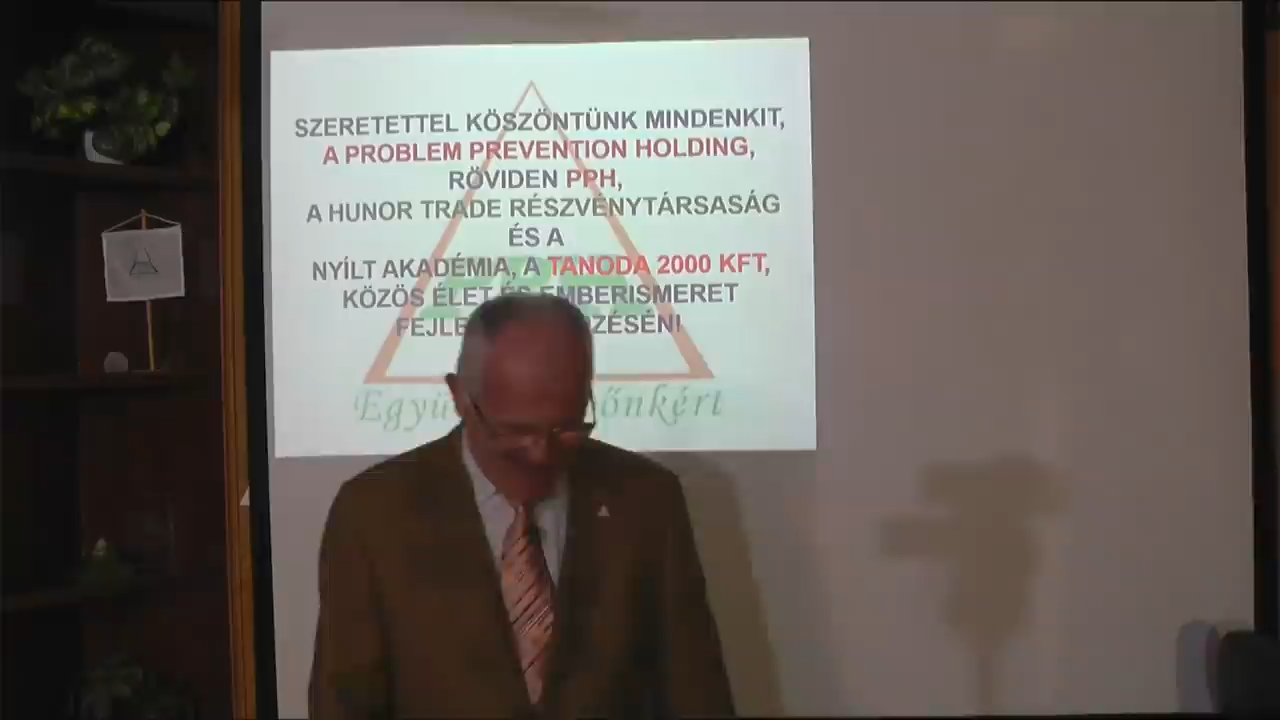 SZERETETTEL KÖSZÖNTÜNK MINDENKIT,
A PROBLEM PREVENTION HOLDING,
RÖVIDEN PPH,
A HUNOR TRADE RÉSZVÉNYTÁRSASÁG
ÉS A
NYÍLT AKADÉMIA, A TANODA 2000 KFT,
KÖZÖS ÉLET ÉS EMBERISMERET